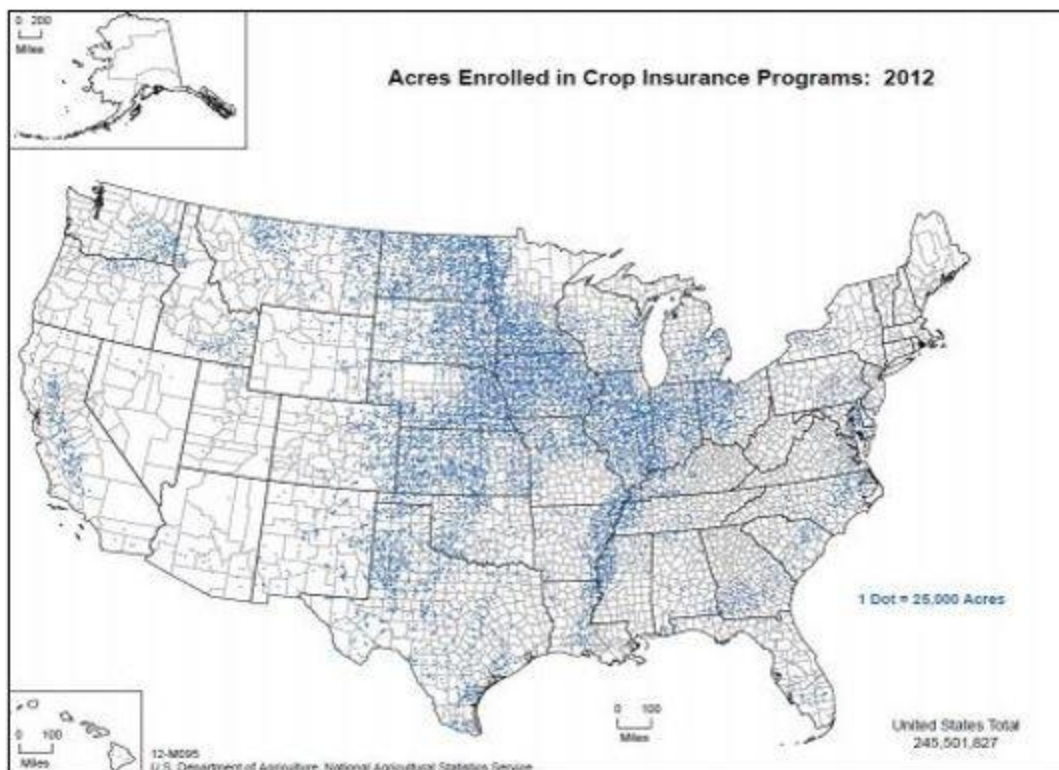 0 200
Miles
Acres Enrolled in Crop Insurance Programs: 2012
1 Dot = 25,000 Acres
0 100
Miles
0 100
Miles
United States Total
245,501,827
12-M095
U.S. Department of Agriculture, National Agricultural Statistics Service